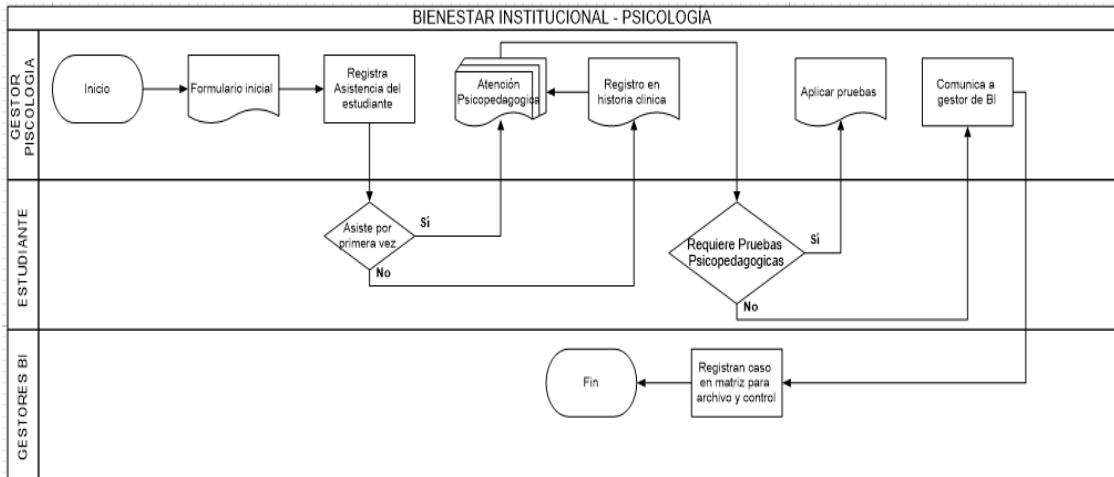 BIENESTAR INSTITUCIONAL - PSICOLOGÍA
GESTOR
PISCOLOGIA
Inicio
Formulario inicial
Registra
Asistencia del
estudiante
Atención
Psicopedagogica
Registro en
historia clinica
Aplicar pruebas
Comunica a
gestor de BI
ESTUDIANTE
Asiste por
primera vez
Sí
No
Requiere Pruebas
Psicopedagogicas
Sí
No
GESTORES BI
Fin
Registran caso
en matriz para
archivo y control